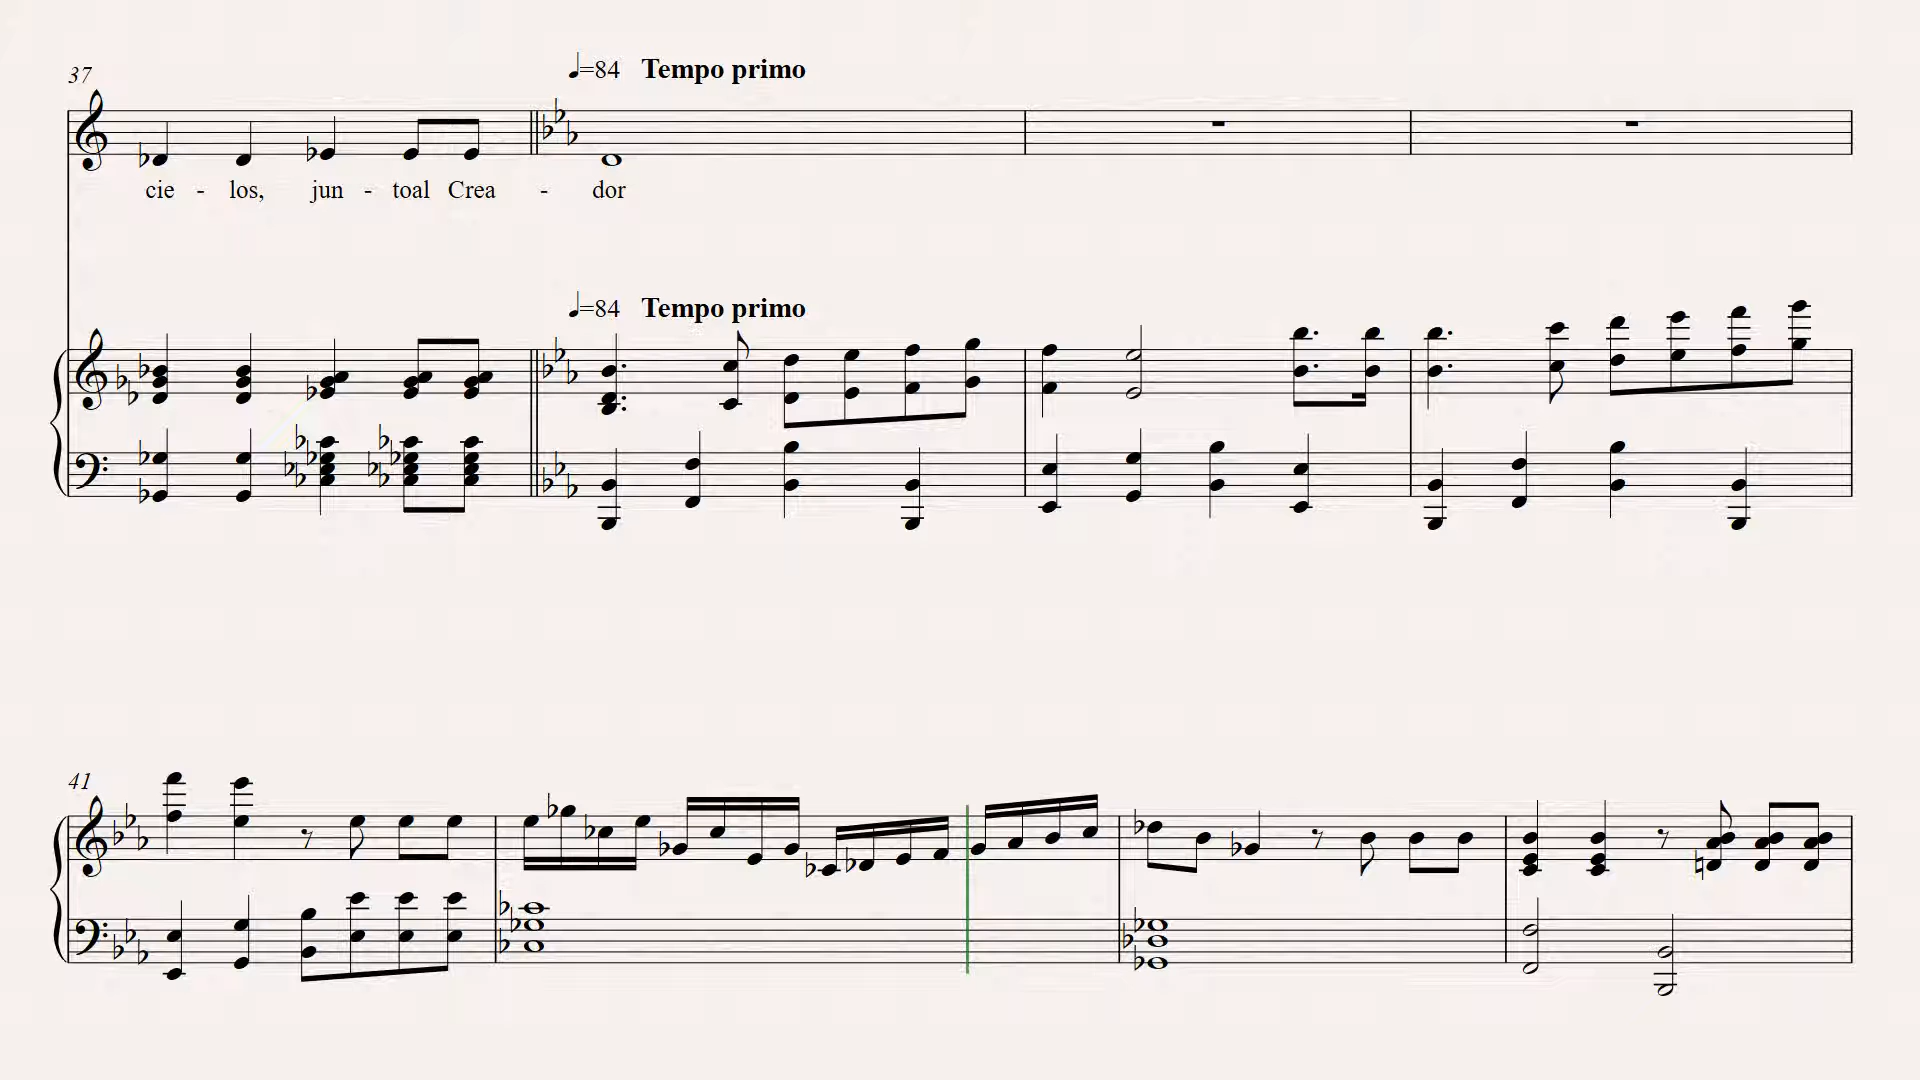 37
♩=84 Tempo primo
cie - los, jun - toal Crea - dor
♩=84 Tempo primo
41